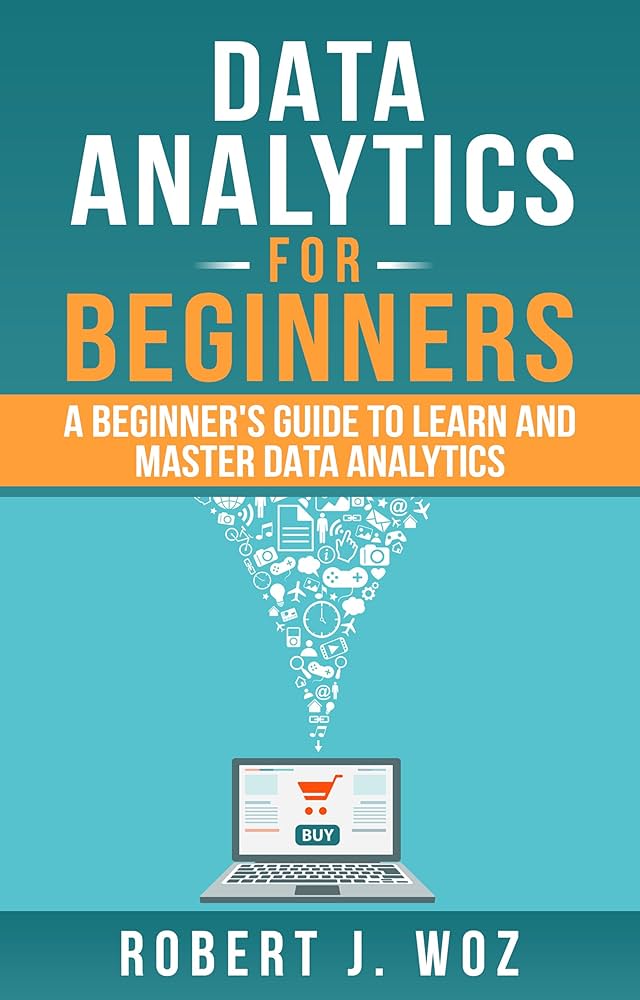 DATA
ANALYTICS
FOR
BEGINNERS
A BEGINNER'S GUIDE TO LEARN AND
MASTER DATA ANALYTICS
@
i
@
BUY
ROBERT J. WOZ